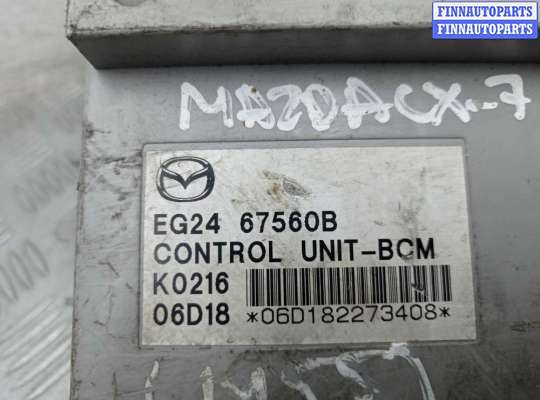 FINNAUTOPARTS
FINNAUTOPARTS
MAZDA CX-7
EG24 67560B
CONTROL UNIT-BCM
K0216
06D18 *06D182273408*